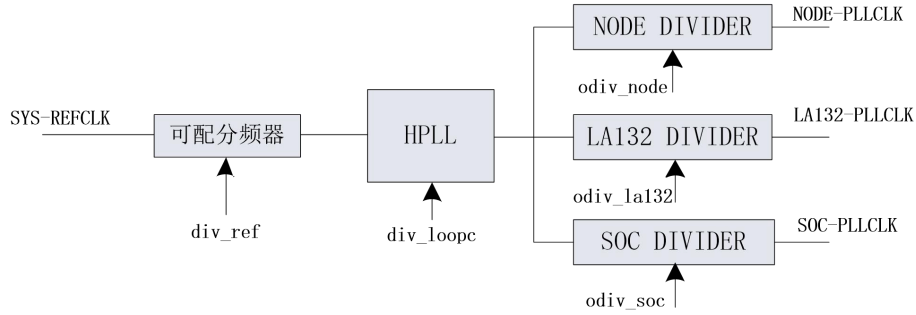 NODE-PLLCLK
NODE DIVIDER
odiv_node
SYS-REFCLK
可配分频器
div_ref
HPLL
div_loopc
LA132-PLLCLK
LA132 DIVIDER
odiv_la132
SOC-PLLCLK
SOC DIVIDER
odiv_soc